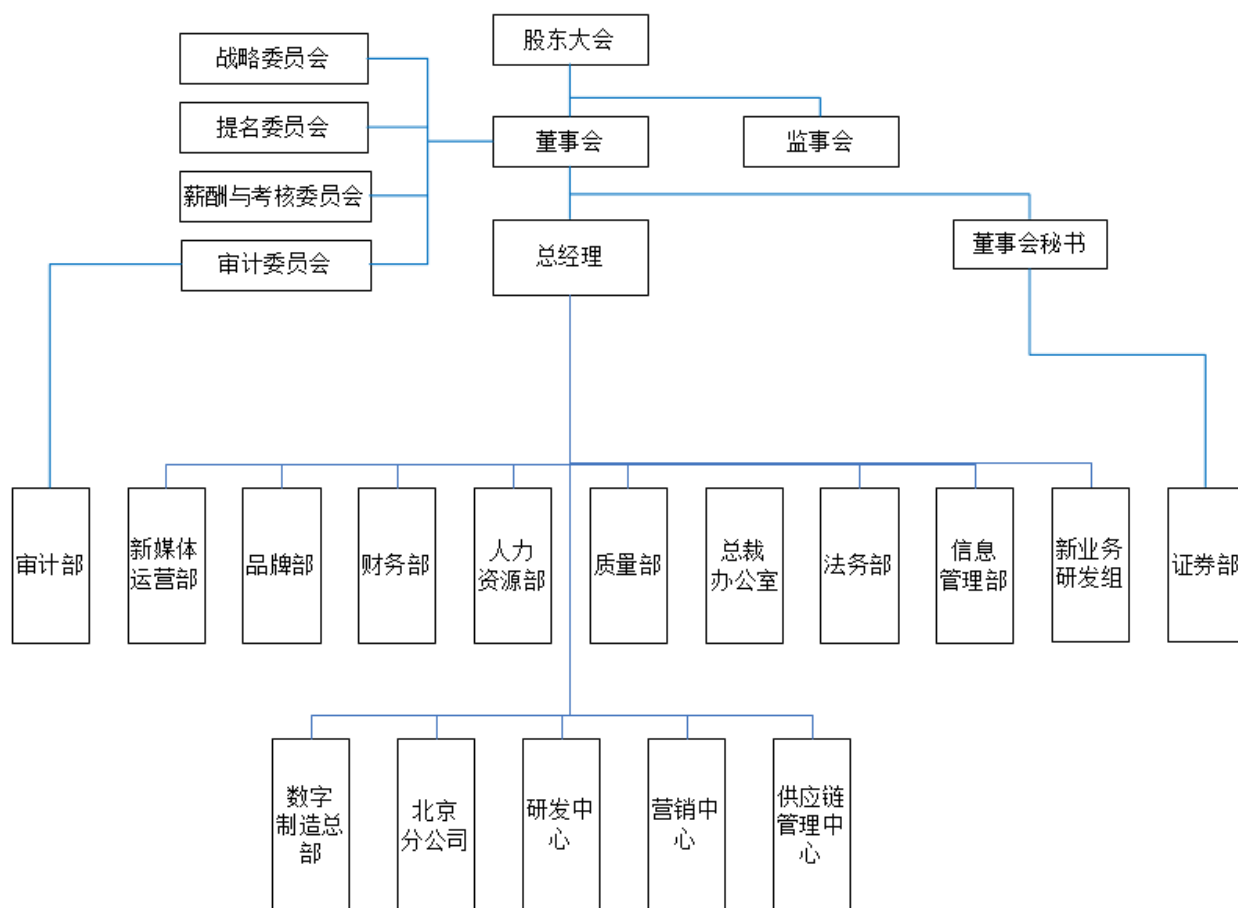 股东大会
战略委员会
提名委员会
董事会
监事会
薪酬与考核委员会
总经理
董事会秘书
审计委员会
审计部
新媒体
运营部
品牌部
财务部
人力
资源部
质量部
总裁
办公室
法务部
信息
管理部
新业务
研发组
证券部
数字
制造总
部
北京
分公司
研发中
心
营销中
心
供应链
管理中
心